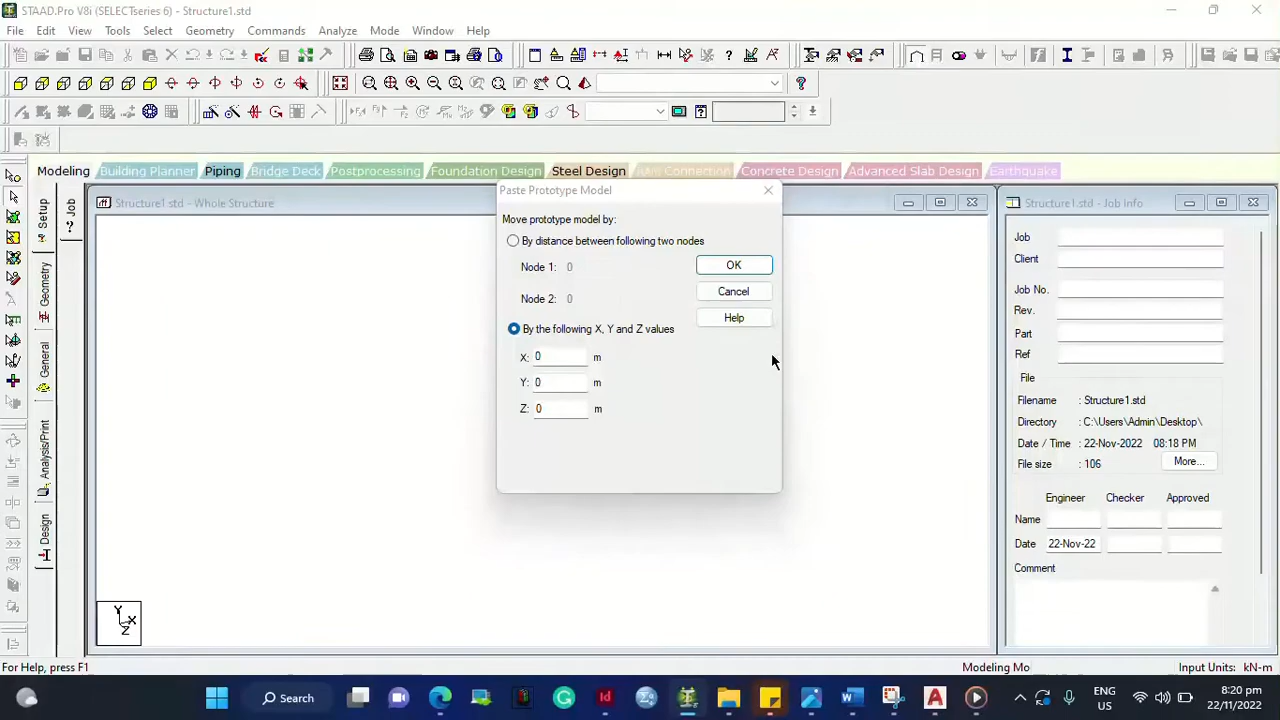 STAAD.Pro V8i (SELECTseries 6) - Structure1.std
File Edit View Tools Select Geometry Commands Analyze Mode Window Help
Modeling Building Planner Piping Bridge Deck Postprocessing Foundation Design Steel Design Concrete Design Advanced Slab Design Earthquake
Structure1.std - Whole Structure
Setup
Job
Geometry
General
Analysis/Print
Design
Y
X
Z
Paste Prototype Model
Move prototype model by:
By distance between following two nodes
Node 1: 0
OK
Node 2: 0
Cancel
Help
By the following X, Y and Z values
X: 0 m
Y: 0 m
Z: 0 m
Structure1.std - Job Info
Job
Client
Job No.
Rev.
Part
Ref
File
Filename : Structure1.std
Directory : C:\Users\Admin\Desktop\
Date / Time : 22-Nov-2022 08:18 PM
File size : 106 More...
Engineer Checker Approved
Name
Date 22-Nov-22
Comment
For Help, press F1 Modeling Mo Input Units: kN-m
Search
ENG
US
8:20 pm
22/11/2022